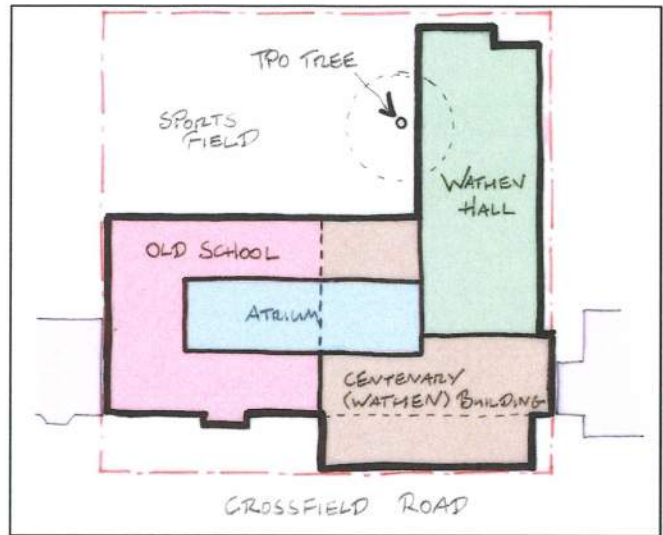 TPO TREE
SPORTS
FIELD
WATHEN
HALL
OLD SCHOOL
ATRIUM
CENTENARY
(WATHEN) BUILDING
CROSSFIELD ROAD